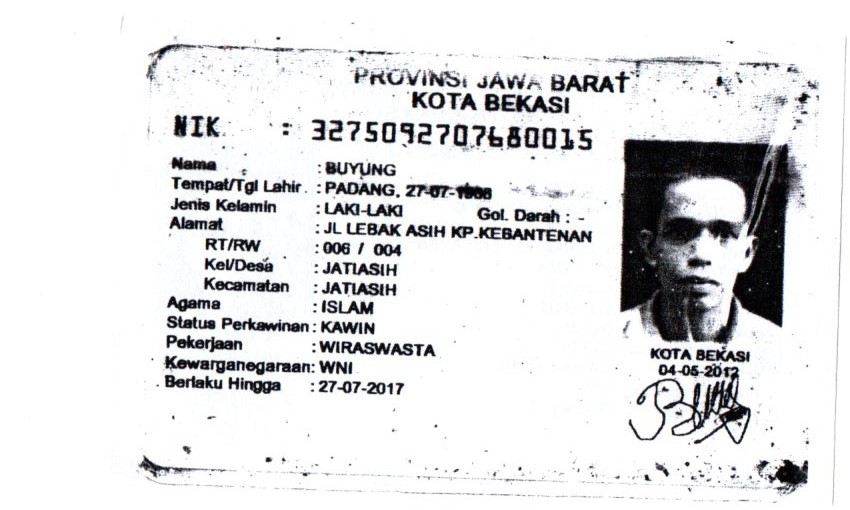 PROVINSI JAWA BARAT
KOTA BEKASI
NIK : 3275092707680015
Nama : BUYUNG
Tempat/Tgl Lahir : PADANG, 27-07-1968
Jenis Kelamin : LAKI-LAKI Gol. Darah : -
Alamat : JL LEBAK ASIH KP.KEBANTENAN
RT/RW : 006 / 004
Kel/Desa : JATIASIH
Kecamatan : JATIASIH
Agama : ISLAM
Status Perkawinan : KAWIN
Pekerjaan : WIRASWASTA
Kewarganegaraan: WNI
Berlaku Hingga : 27-07-2017
KOTA BEKASI
04-05-2012